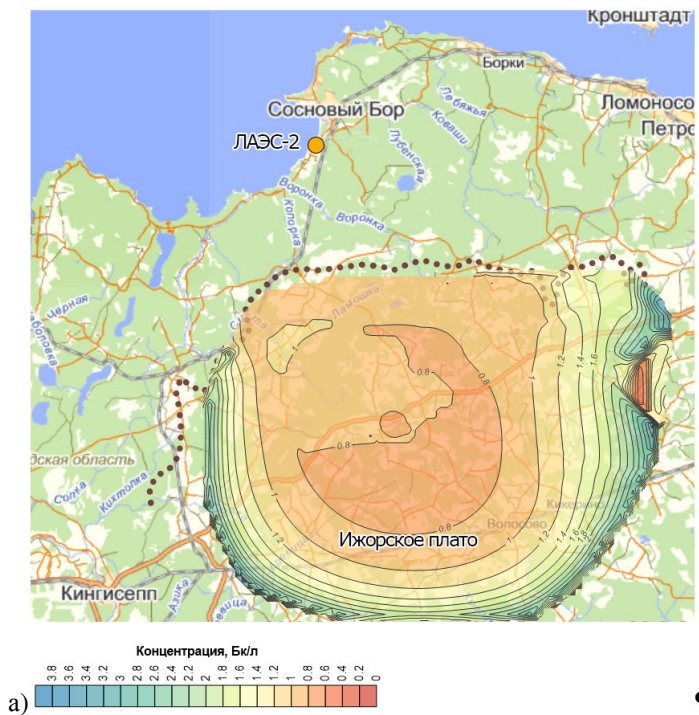 Кронштадт
Борки
Лебяжья
Коваши
Ломоносо
Сосновый Бор
Петро
ЛАЭС-2
Лубенская
Воронка
Воронка
Копорка
Черная
Ламошка
1
0.8
1
1.2
1.4
1.6
0.8
0.8
дская область
Солка
Кихтолка
1.2
1
0.8
Кикерино
Волосово
1
1.2
1.4
1.6
1.8
Ижорское плато
Кингисепп
Азика
Концентрация, Бк/л
3.8 3.6 3.4 3.2 3 2.8 2.6 2.4 2.2 2 1.8 1.6 1.4 1.2 1 0.8 0.6 0.4 0.2 0
а)